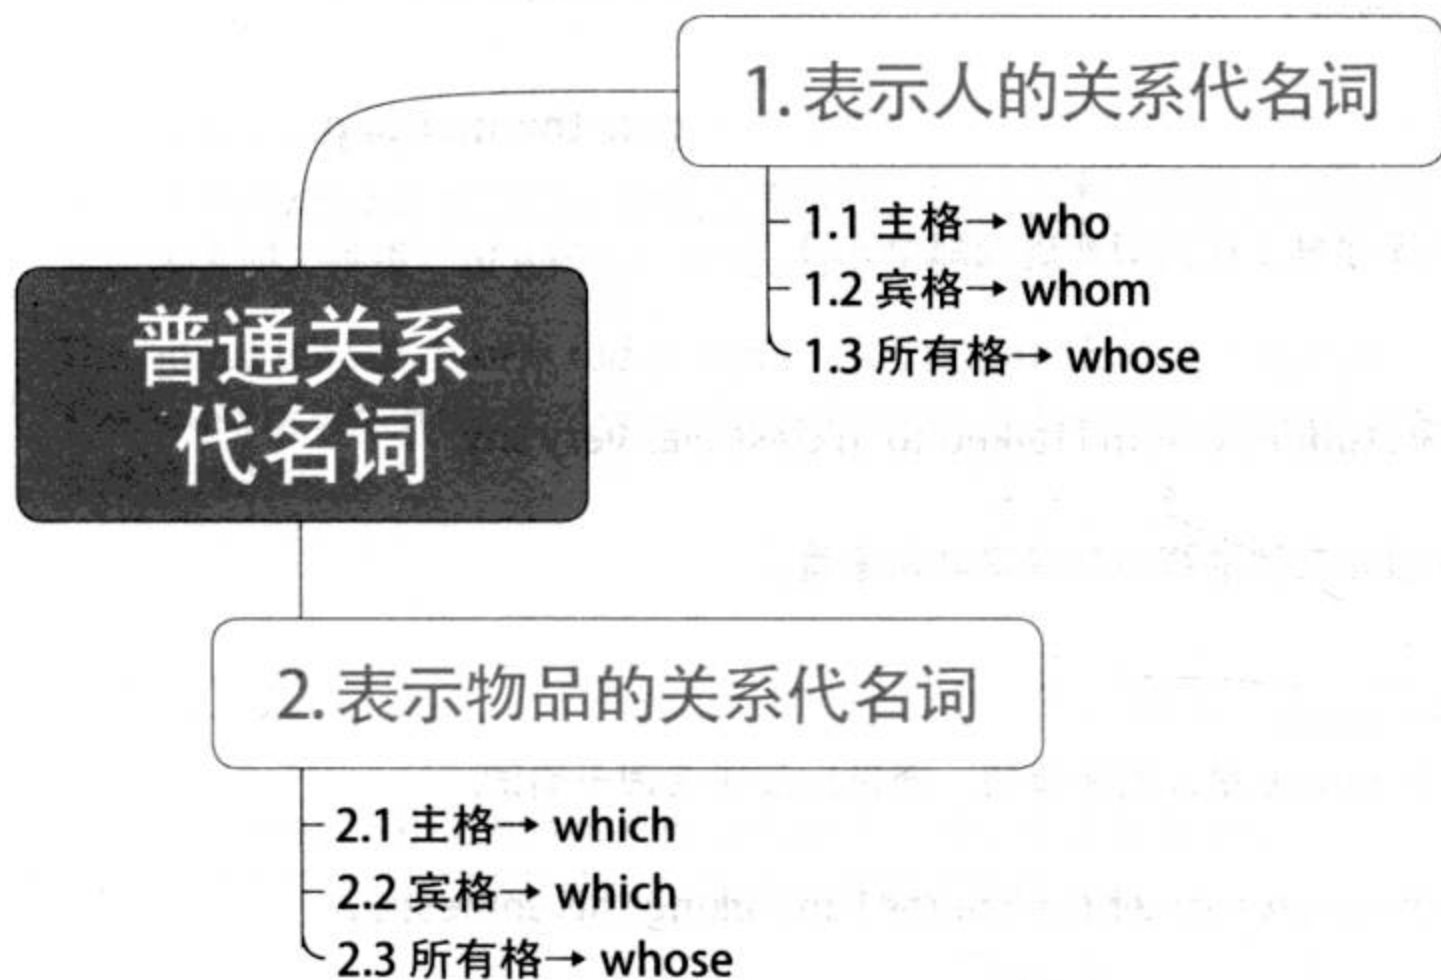 1. 表示人的关系代名词
1.1 主格→ who
1.2 宾格→ whom
1.3 所有格→ whose
普通关系
代名词
2. 表示物品的关系代名词
2.1 主格→ which
2.2 宾格→ which
2.3 所有格→ whose